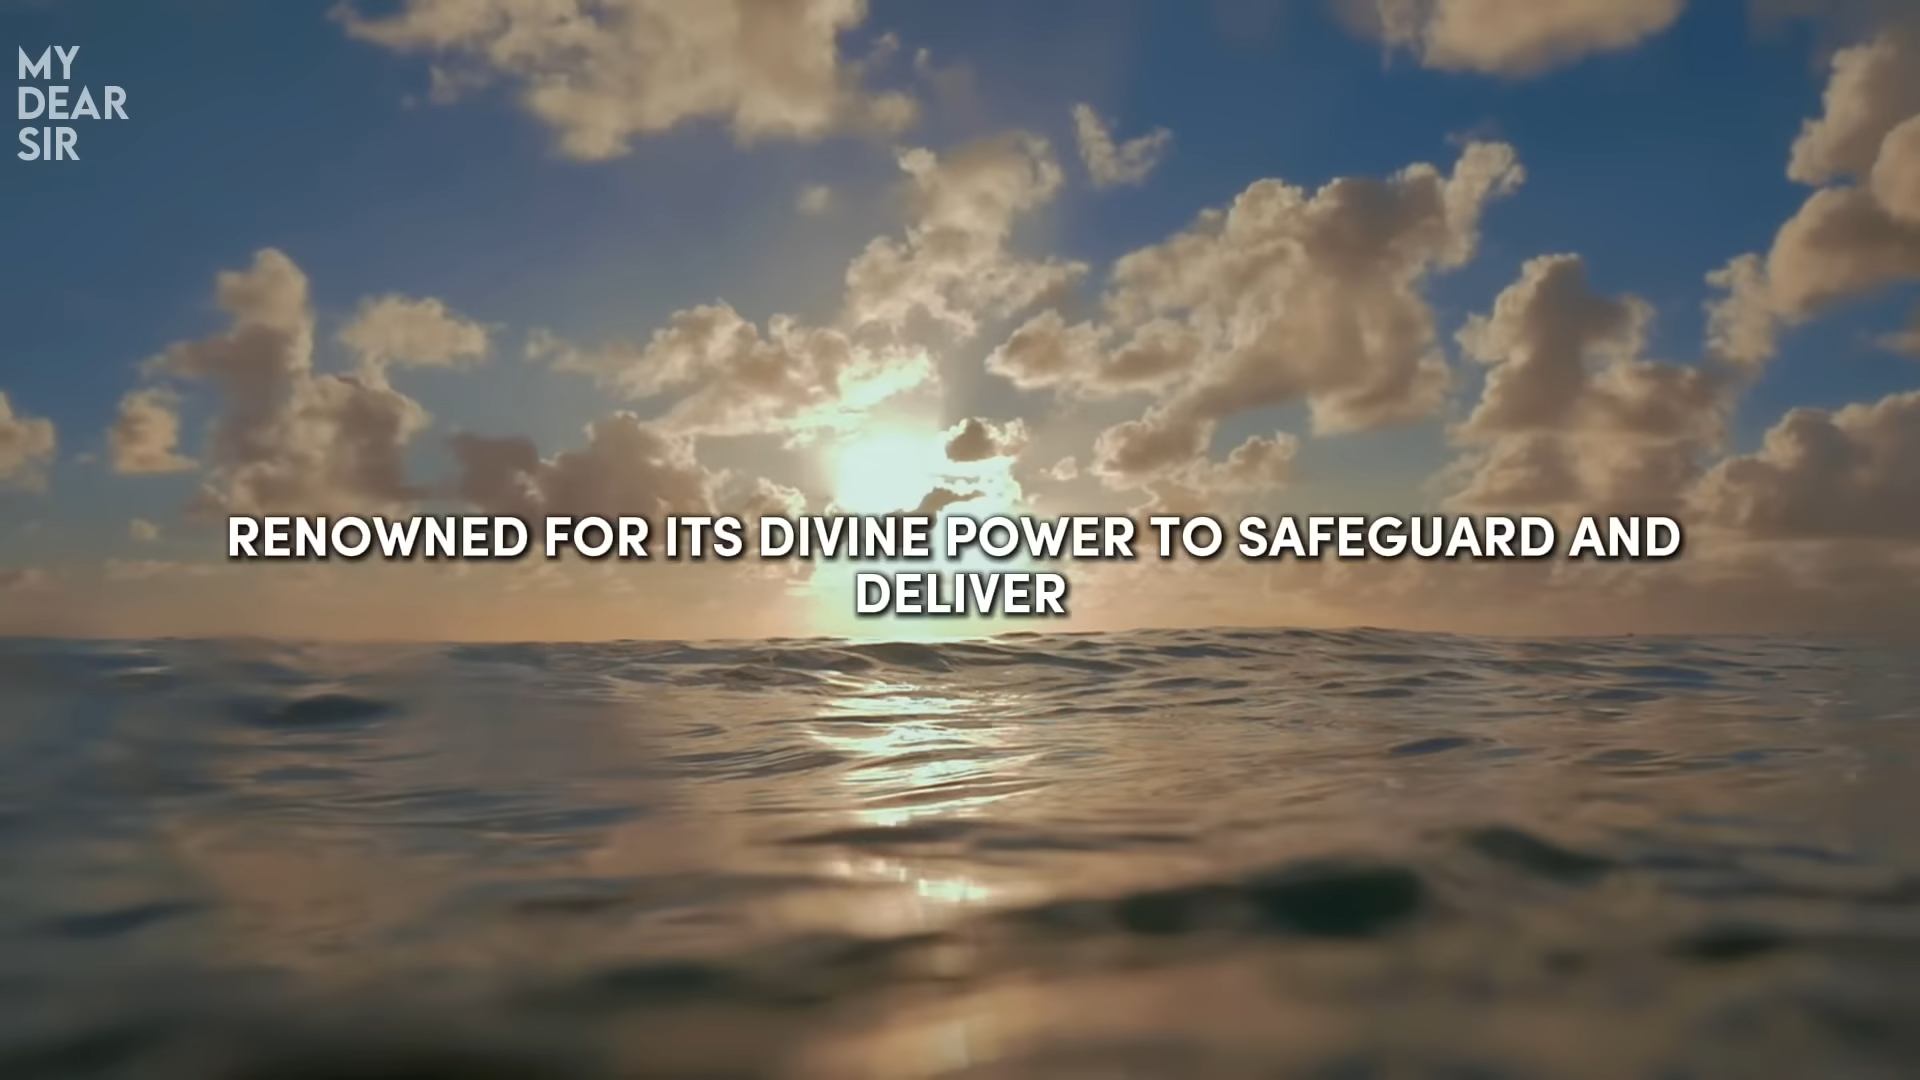 MY
DEAR
SIR
RENOWNED FOR ITS DIVINE POWER TO SAFEGUARD AND
DELIVER